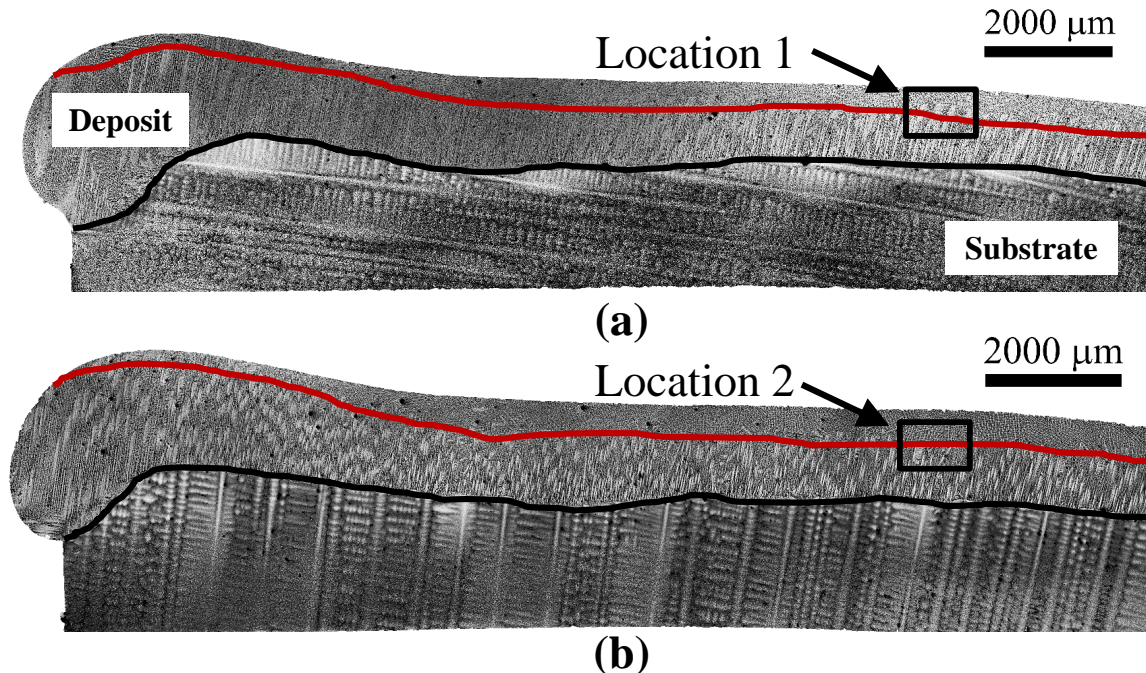 2000 μm
Location 1
Deposit
Substrate
(a)
2000 μm
Location 2
(b)